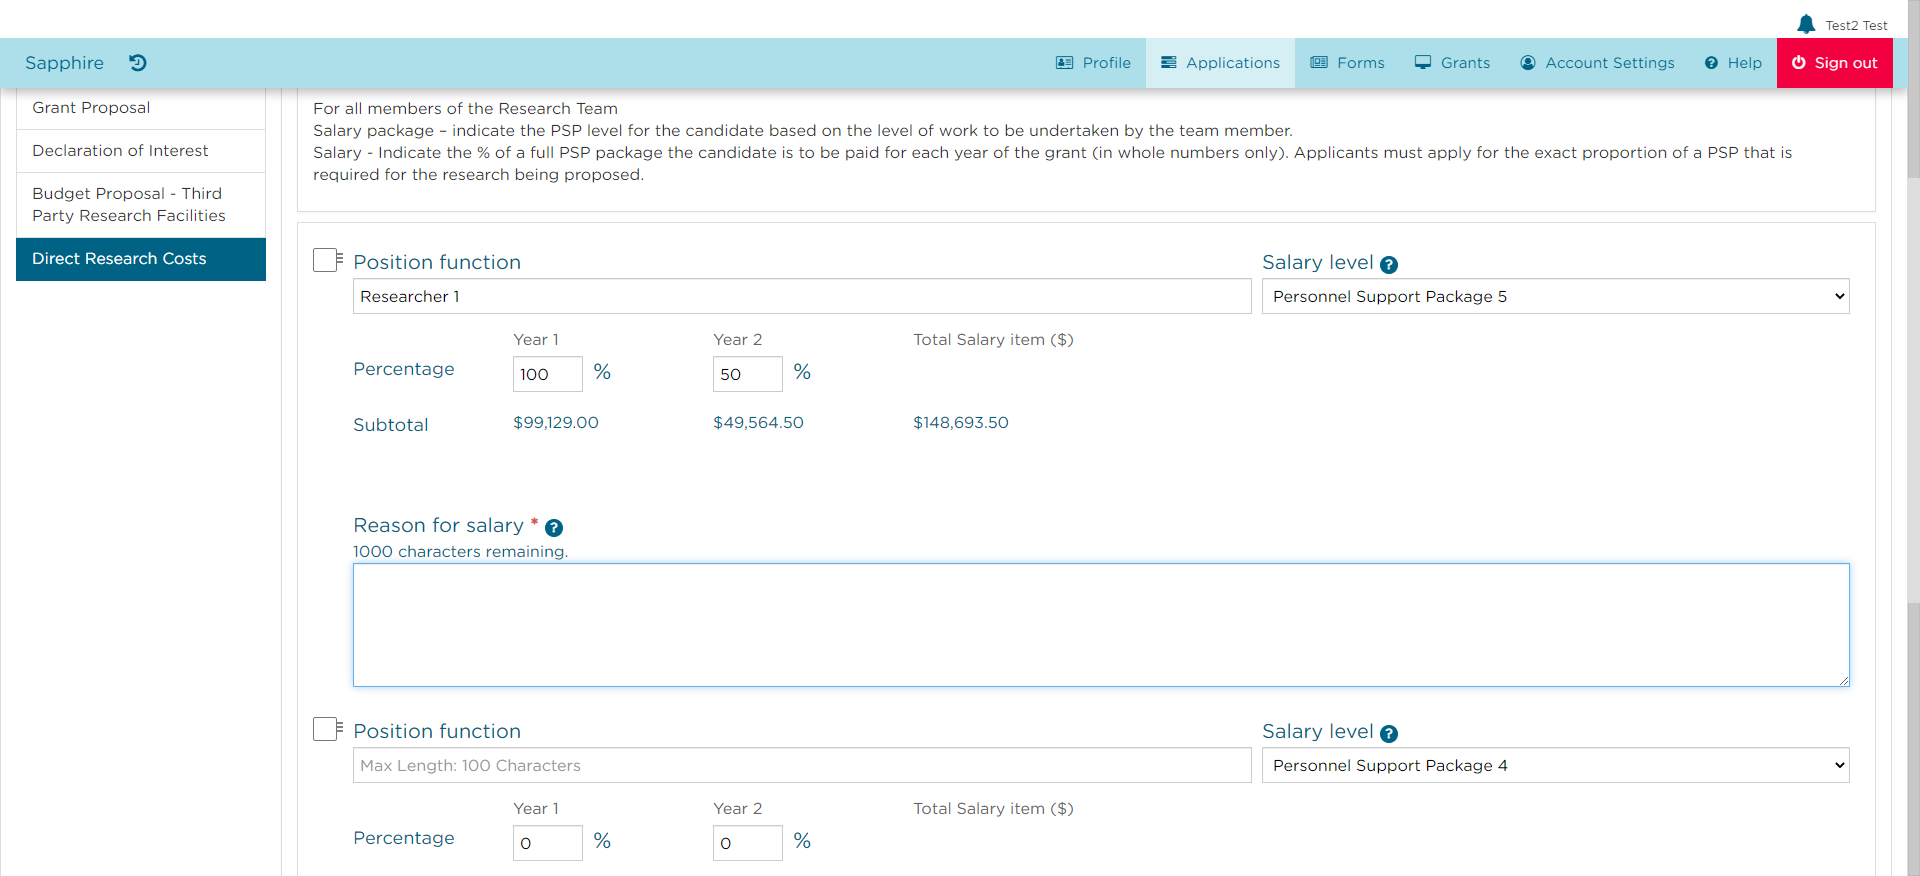 Test2 Test
Sapphire
Profile
Applications
Forms
Grants
Account Settings
Help
Sign out
Grant Proposal
Declaration of Interest
Budget Proposal - Third
Party Research Facilities
Direct Research Costs
For all members of the Research Team
Salary package – indicate the PSP level for the candidate based on the level of work to be undertaken by the team member.
Salary - Indicate the % of a full PSP package the candidate is to be paid for each year of the grant (in whole numbers only). Applicants must apply for the exact proportion of a PSP that is
required for the research being proposed.
Position function
Salary level ?
Researcher 1
Personnel Support Package 5
Year 1 Year 2 Total Salary item ($)
Percentage 100 % 50 %
Subtotal $99,129.00 $49,564.50 $148,693.50
Reason for salary * ?
1000 characters remaining.
Position function
Salary level ?
Max Length: 100 Characters
Personnel Support Package 4
Year 1 Year 2 Total Salary item ($)
Percentage 0 % 0 %